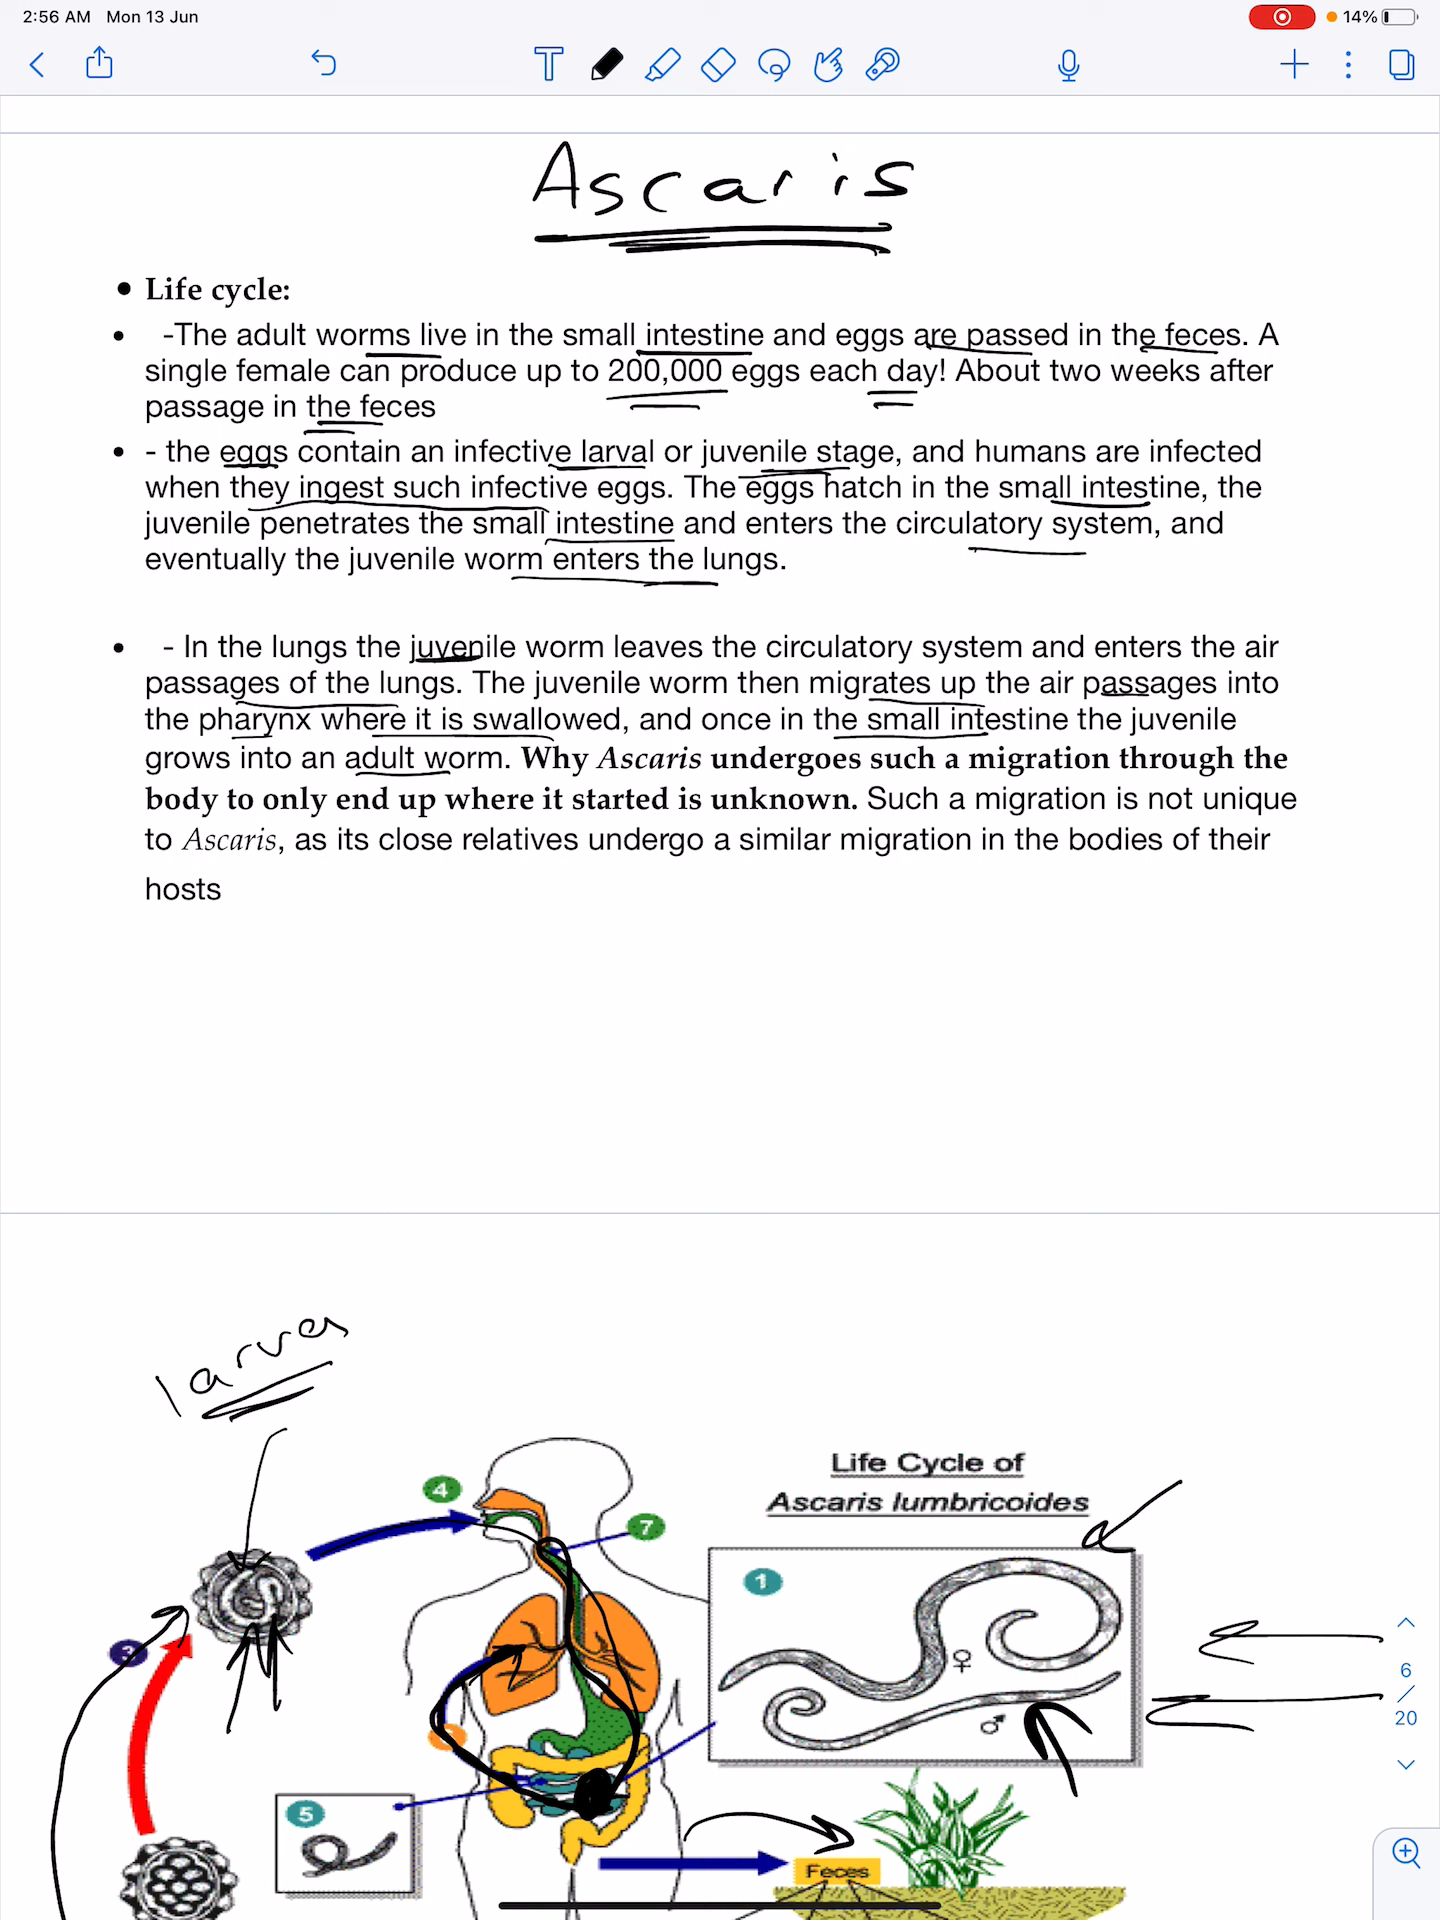 2:56 AM Mon 13 Jun
14%
T
Ascaris
• Life cycle:
• -The adult worms live in the small intestine and eggs are passed in the feces. A
single female can produce up to 200,000 eggs each day! About two weeks after
passage in the feces
• - the eggs contain an infective larval or juvenile stage, and humans are infected
when they ingest such infective eggs. The eggs hatch in the small intestine, the
juvenile penetrates the small intestine and enters the circulatory system, and
eventually the juvenile worm enters the lungs.
• - In the lungs the juvenile worm leaves the circulatory system and enters the air
passages of the lungs. The juvenile worm then migrates up the air passages into
the pharynx where it is swallowed, and once in the small intestine the juvenile
grows into an adult worm. Why Ascaris undergoes such a migration through the
body to only end up where it started is unknown. Such a migration is not unique
to Ascaris, as its close relatives undergo a similar migration in the bodies of their
hosts
larva
Life Cycle of
Ascaris lumbricoides
4
7
1
♀
♂
3
5
Feces
6
/
20